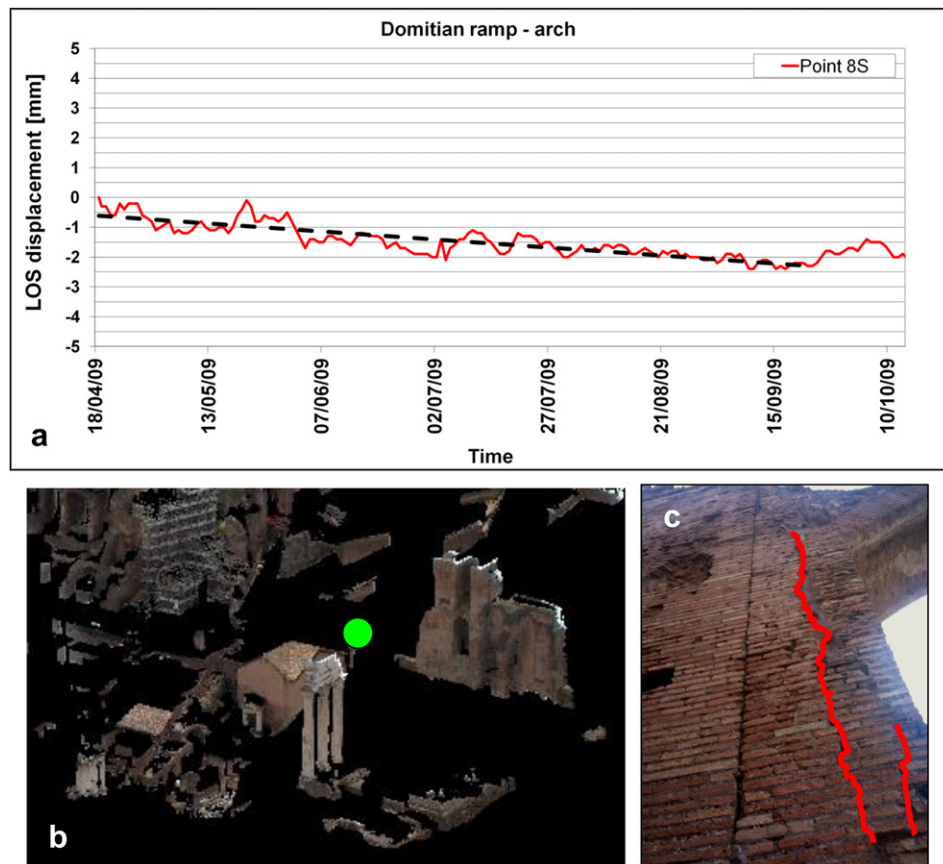 Domitian ramp - arch
Point 8S
LOS displacement [mm]
5
4
3
2
1
0
-1
-2
-3
-4
-5
18/04/09
13/05/09
07/06/09
02/07/09
27/07/09
21/08/09
15/09/09
10/10/09
Time
a
b
c